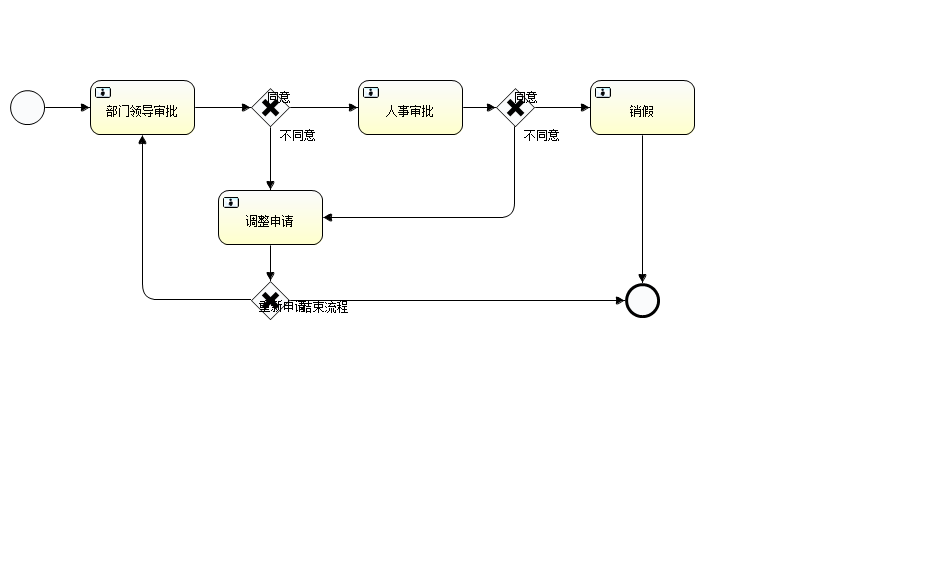 部门领导审批
同意
人事审批
同意
销假
不同意
不同意
调整申请
重新申请
结束流程